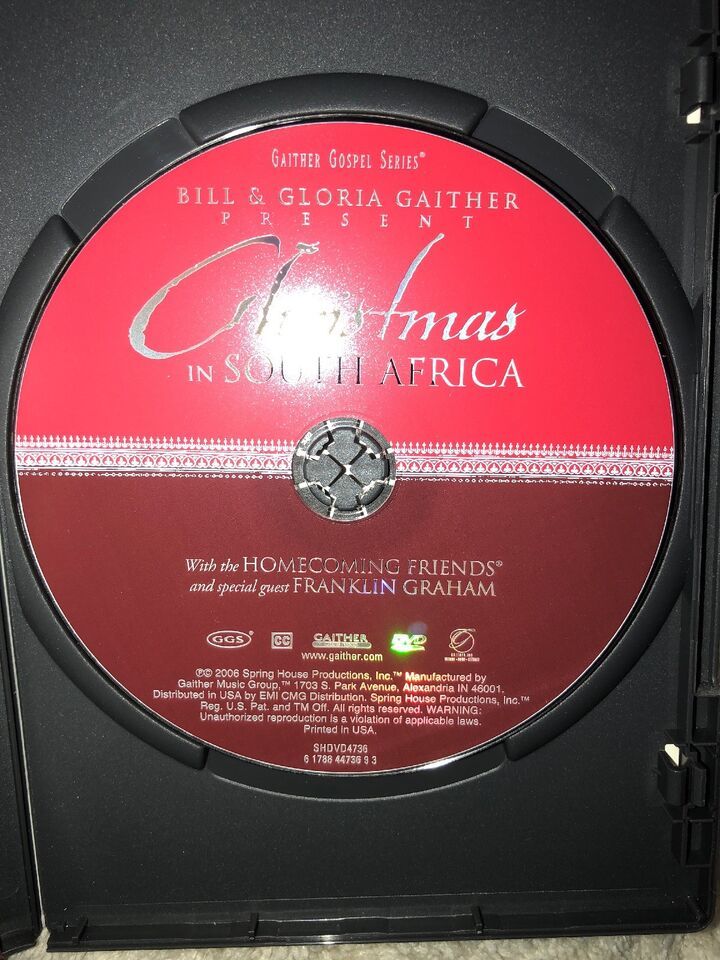 GAITHER GOSPEL SERIES®
BILL & GLORIA GAITHER
PRESENT
Christmas
IN SOUTH AFRICA
With the HOMECOMING FRIENDS®
and special guest FRANKLIN GRAHAM
GGS® CC GAITHER DVD
www.gaither.com
℗© 2006 Spring House Productions, Inc.™ Manufactured by
Gaither Music Group,™ 1703 S. Park Avenue, Alexandria IN 46001.
Distributed in USA by EMI CMG Distribution. Spring House Productions, Inc.™
Reg. U.S. Pat. and TM Off. All rights reserved. WARNING:
Unauthorized reproduction is a violation of applicable laws.
Printed in USA.
SHDVD4736
6 1788 44736 9 3